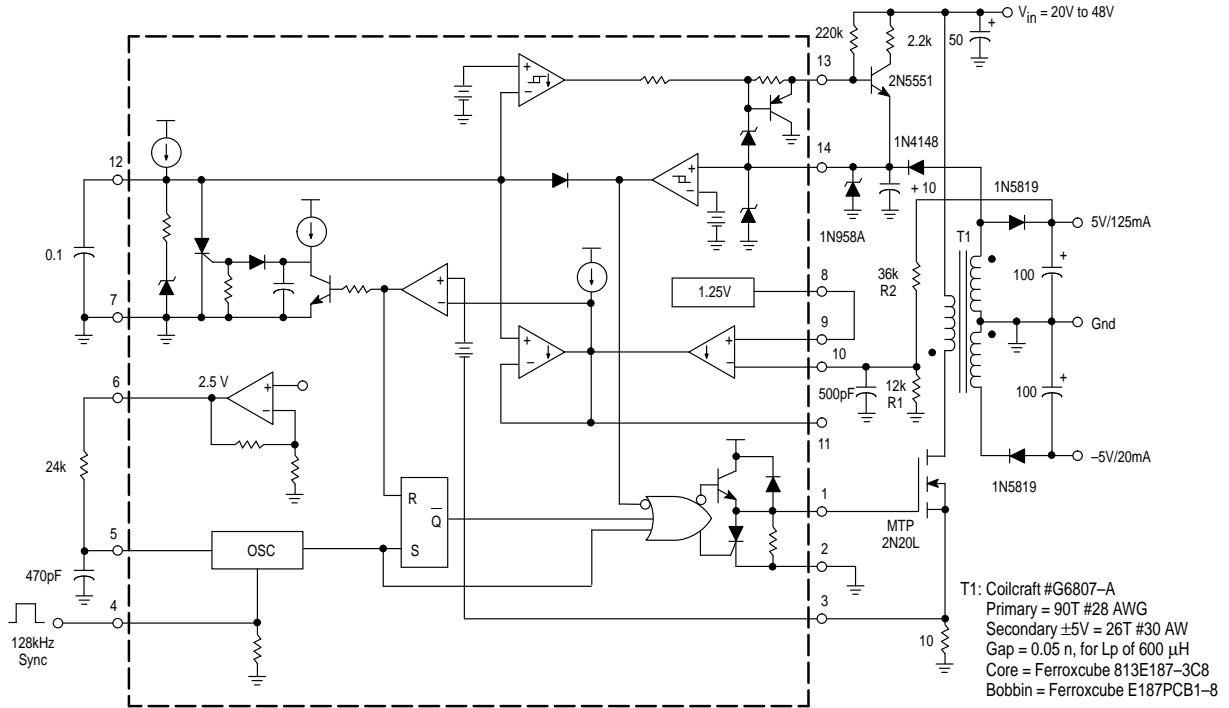 Vin = 20V to 48V
220k
2.2k
50
+
13
2N5551
+
–
14
1N4148
12
+
–
+ 10
1N5819
5V/125mA
1N958A
T1
+
0.1
8
36k
R2
100
1.25V
+
–
7
9
Gnd
+
–
+
–
10
6
2.5 V
+
–
500pF
12k
R1
+
100
11
24k
–5V/20mA
1N5819
R
Q
S
1
MTP
2N20L
5
OSC
2
470pF
4
3
128kHz
Sync
10
T1: Coilcraft #G6807–A
Primary = 90T #28 AWG
Secondary ±5V = 26T #30 AW
Gap = 0.05 n, for Lp of 600 μH
Core = Ferroxcube 813E187–3C8
Bobbin = Ferroxcube E187PCB1–8